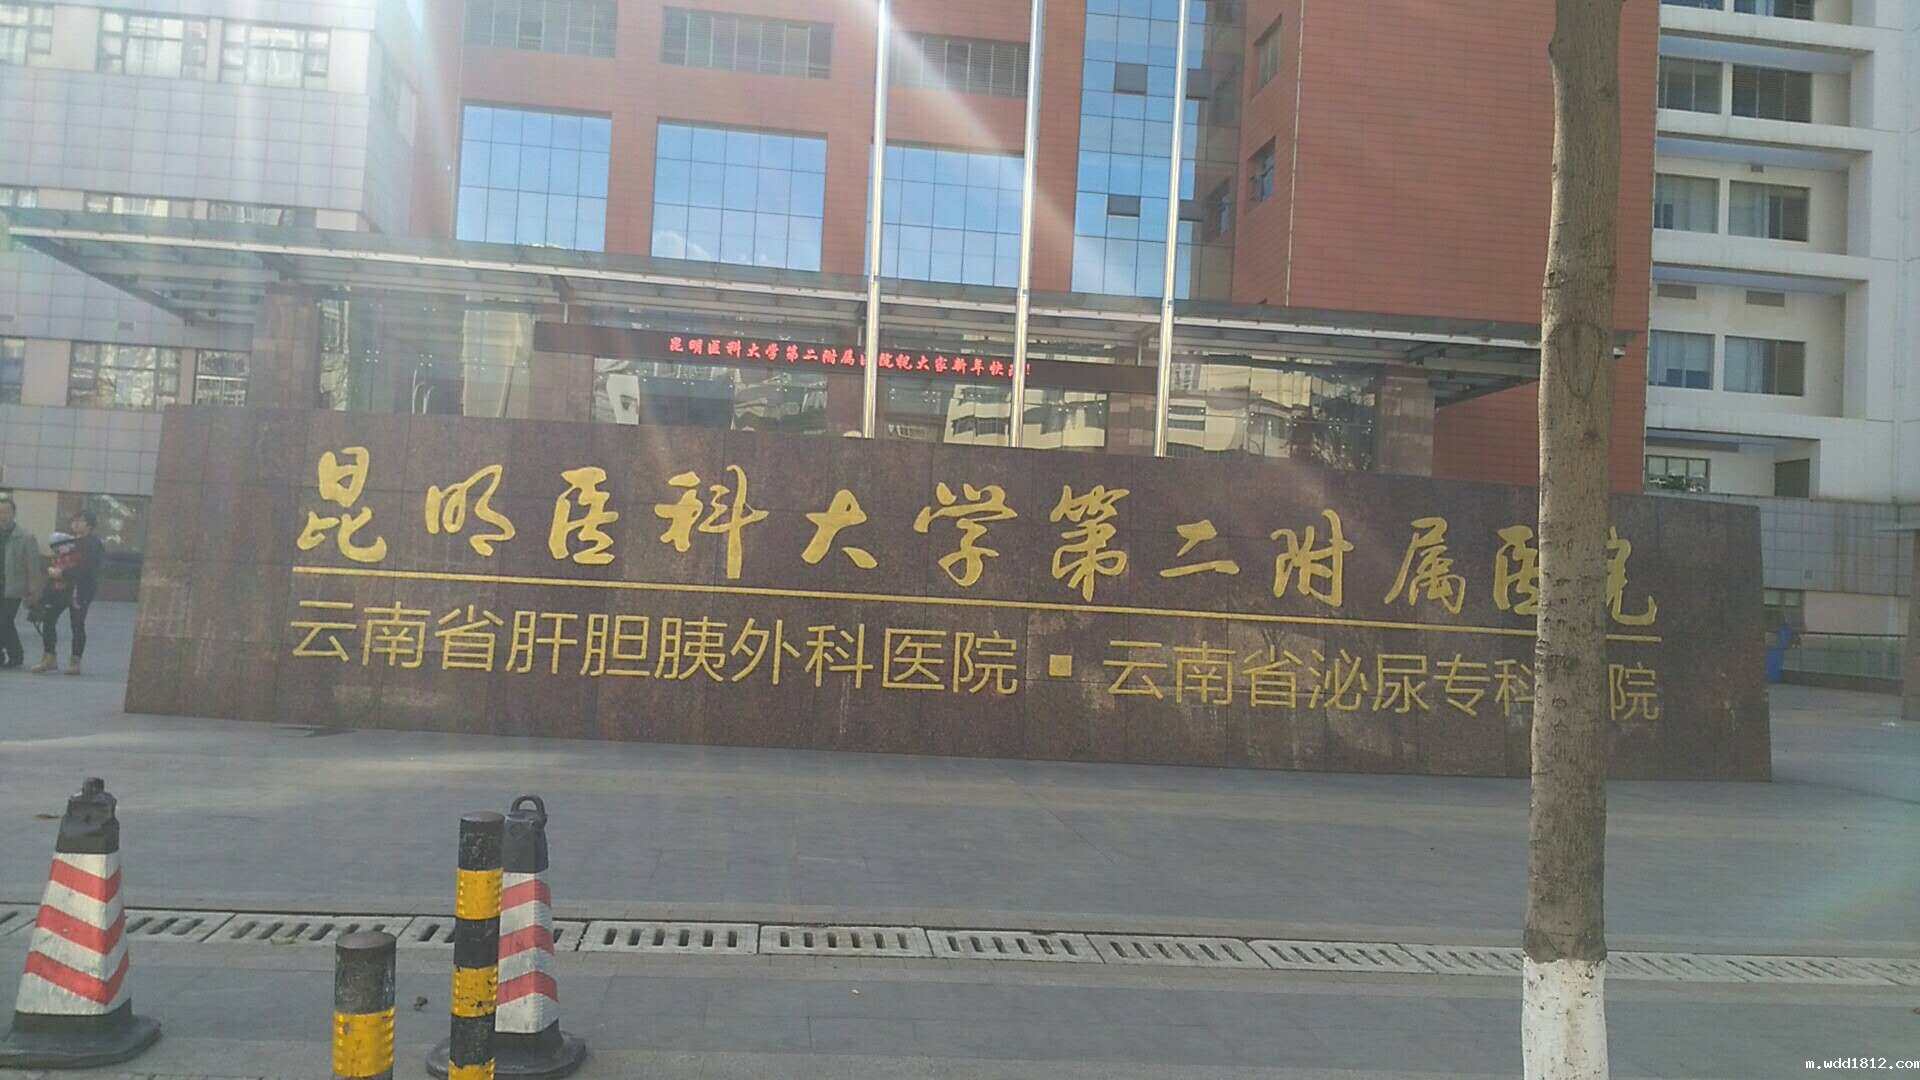 昆明医科大学第二附属医院祝大家新年快乐!
昆明医科大学第二附属医院
云南省肝胆胰外科医院·云南省泌尿专科 院
m.wdd1812.com